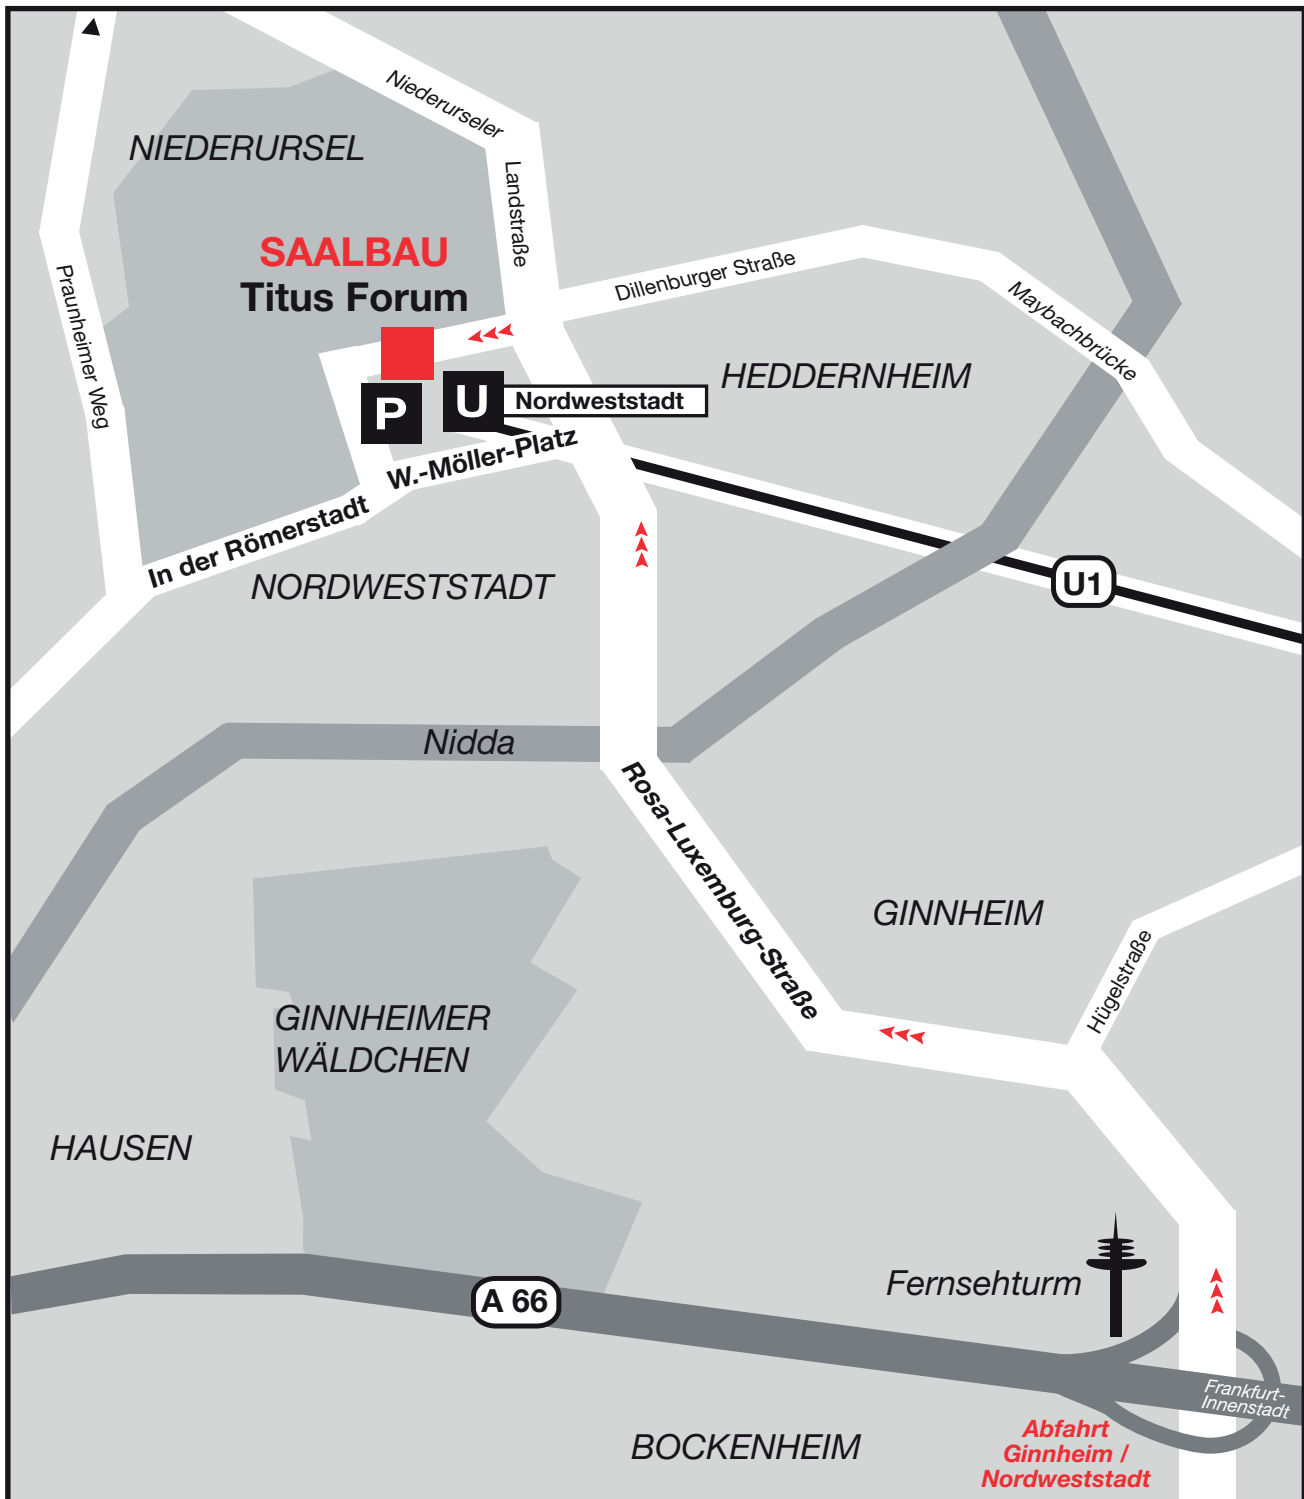 Niederurseler
Landstraße
NIEDERURSEL
SAALBAU
Titus Forum
Praunheimer Weg
Dillenburger Straße
Maybachbrücke
HEDDERNHEIM
P
U
Nordweststadt
W.-Möller-Platz
In der Römerstadt
NORDWESTSTADT
U1
Nidda
Rosa-Luxemburg-Straße
GINNHEIM
Hügelstraße
GINNHEIMER
WÄLDCHEN
HAUSEN
Fernsehturm
A 66
Frankfurt-
Innenstadt
Abfahrt
Ginnheim /
Nordweststadt
BOCKENHEIM